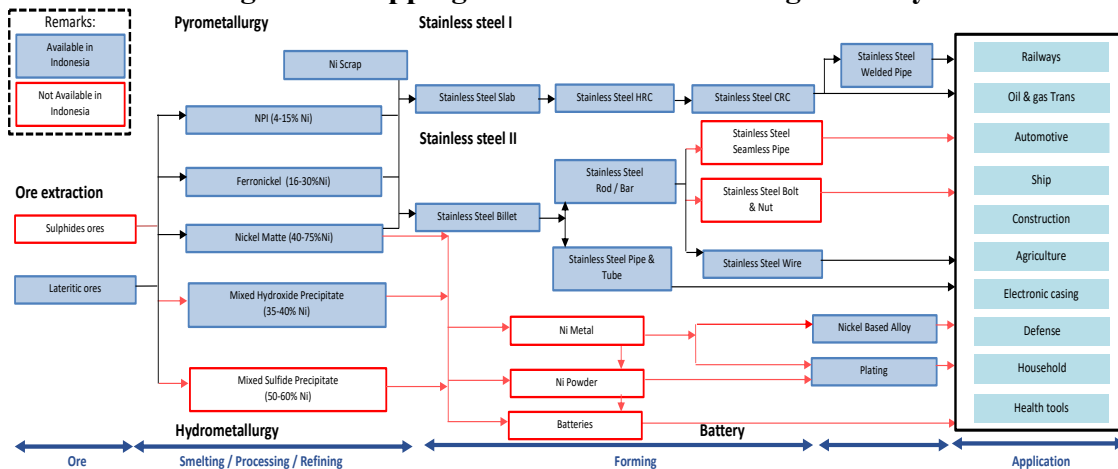 Remarks:
Available in
Indonesia
Not Available in
Indonesia
Pyrometallurgy
Stainless steel I
Ni Scrap
NPI (4-15% Ni)
Ferronickel (16-30%Ni)
Nickel Matte (40-75%Ni)
Mixed Hydroxide Precipitate
(35-40% Ni)
Mixed Sulfide Precipitate
(50-60% Ni)
Hydrometallurgy
Ore extraction
Sulphides ores
Lateritic ores
Stainless Steel Slab
Stainless Steel HRC
Stainless Steel CRC
Stainless Steel
Welded Pipe
Stainless steel II
Stainless Steel Billet
Stainless Steel
Rod / Bar
Stainless Steel Pipe &
Tube
Stainless Steel
Seamless Pipe
Stainless Steel Bolt
& Nut
Stainless Steel Wire
Ni Metal
Ni Powder
Batteries
Nickel Based Alloy
Plating
Battery
Railways
Oil & gas Trans
Automotive
Ship
Construction
Agriculture
Electronic casing
Defense
Household
Health tools
Ore
Smelting / Processing / Refining
Forming
Application